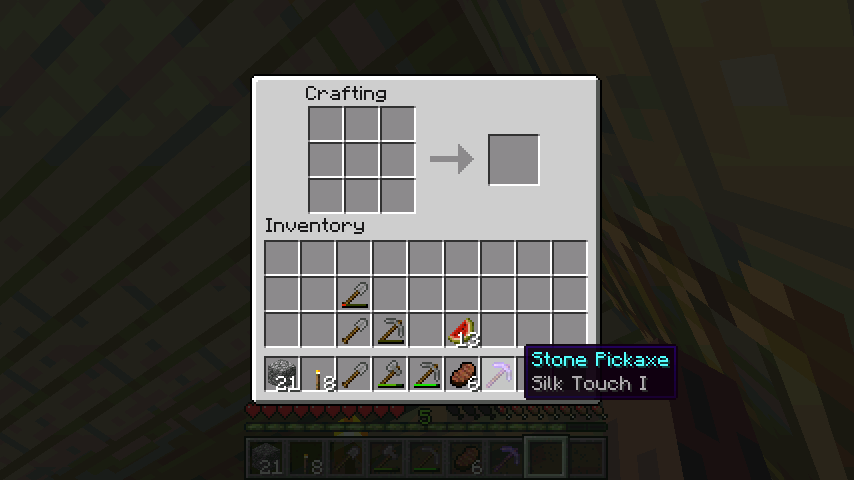 Crafting
Inventory
13
Stone Pickaxe
Silk Touch I
21
8
6
5
21
8
6